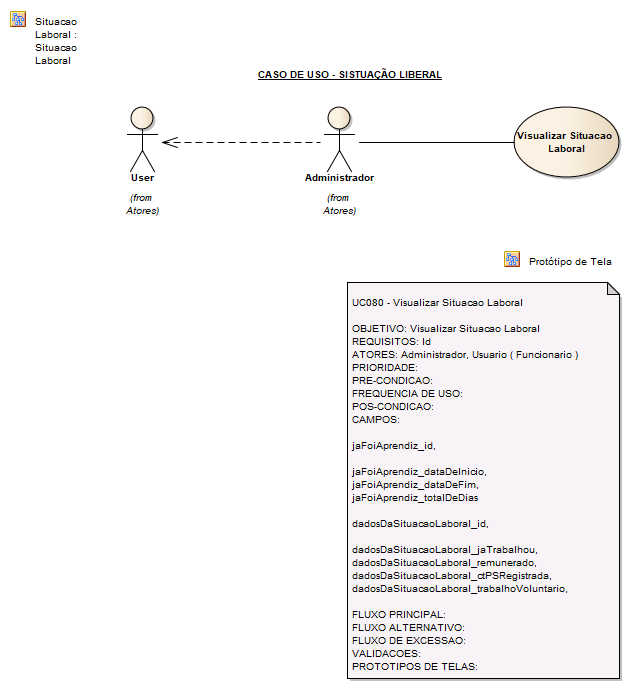 Situacao
Laboral :
Situacao
Laboral
CASO DE USO - SISTUAÇÃO LIBERAL
User
(from
Atores)
Administrador
(from
Atores)
Visualizar Situacao
Laboral
Protótipo de Tela
UC080 - Visualizar Situacao Laboral
OBJETIVO: Visualizar Situacao Laboral
REQUISITOS: Id
ATORES: Administrador, Usuario ( Funcionario )
PRIORIDADE:
PRE-CONDICAO:
FREQUENCIA DE USO:
POS-CONDICAO:
CAMPOS:
jaFoiAprendiz_id,
jaFoiAprendiz_dataDeInicio,
jaFoiAprendiz_dataDeFim,
jaFoiAprendiz_totalDeDias
dadosDaSituacaoLaboral_id,
dadosDaSituacaoLaboral_jaTrabalhou,
dadosDaSituacaoLaboral_remunerado,
dadosDaSituacaoLaboral_ctPSRegistrada,
dadosDaSituacaoLaboral_trabalhoVoluntario,
FLUXO PRINCIPAL:
FLUXO ALTERNATIVO:
FLUXO DE EXCESSAO:
VALIDACOES:
PROTOTIPOS DE TELAS: